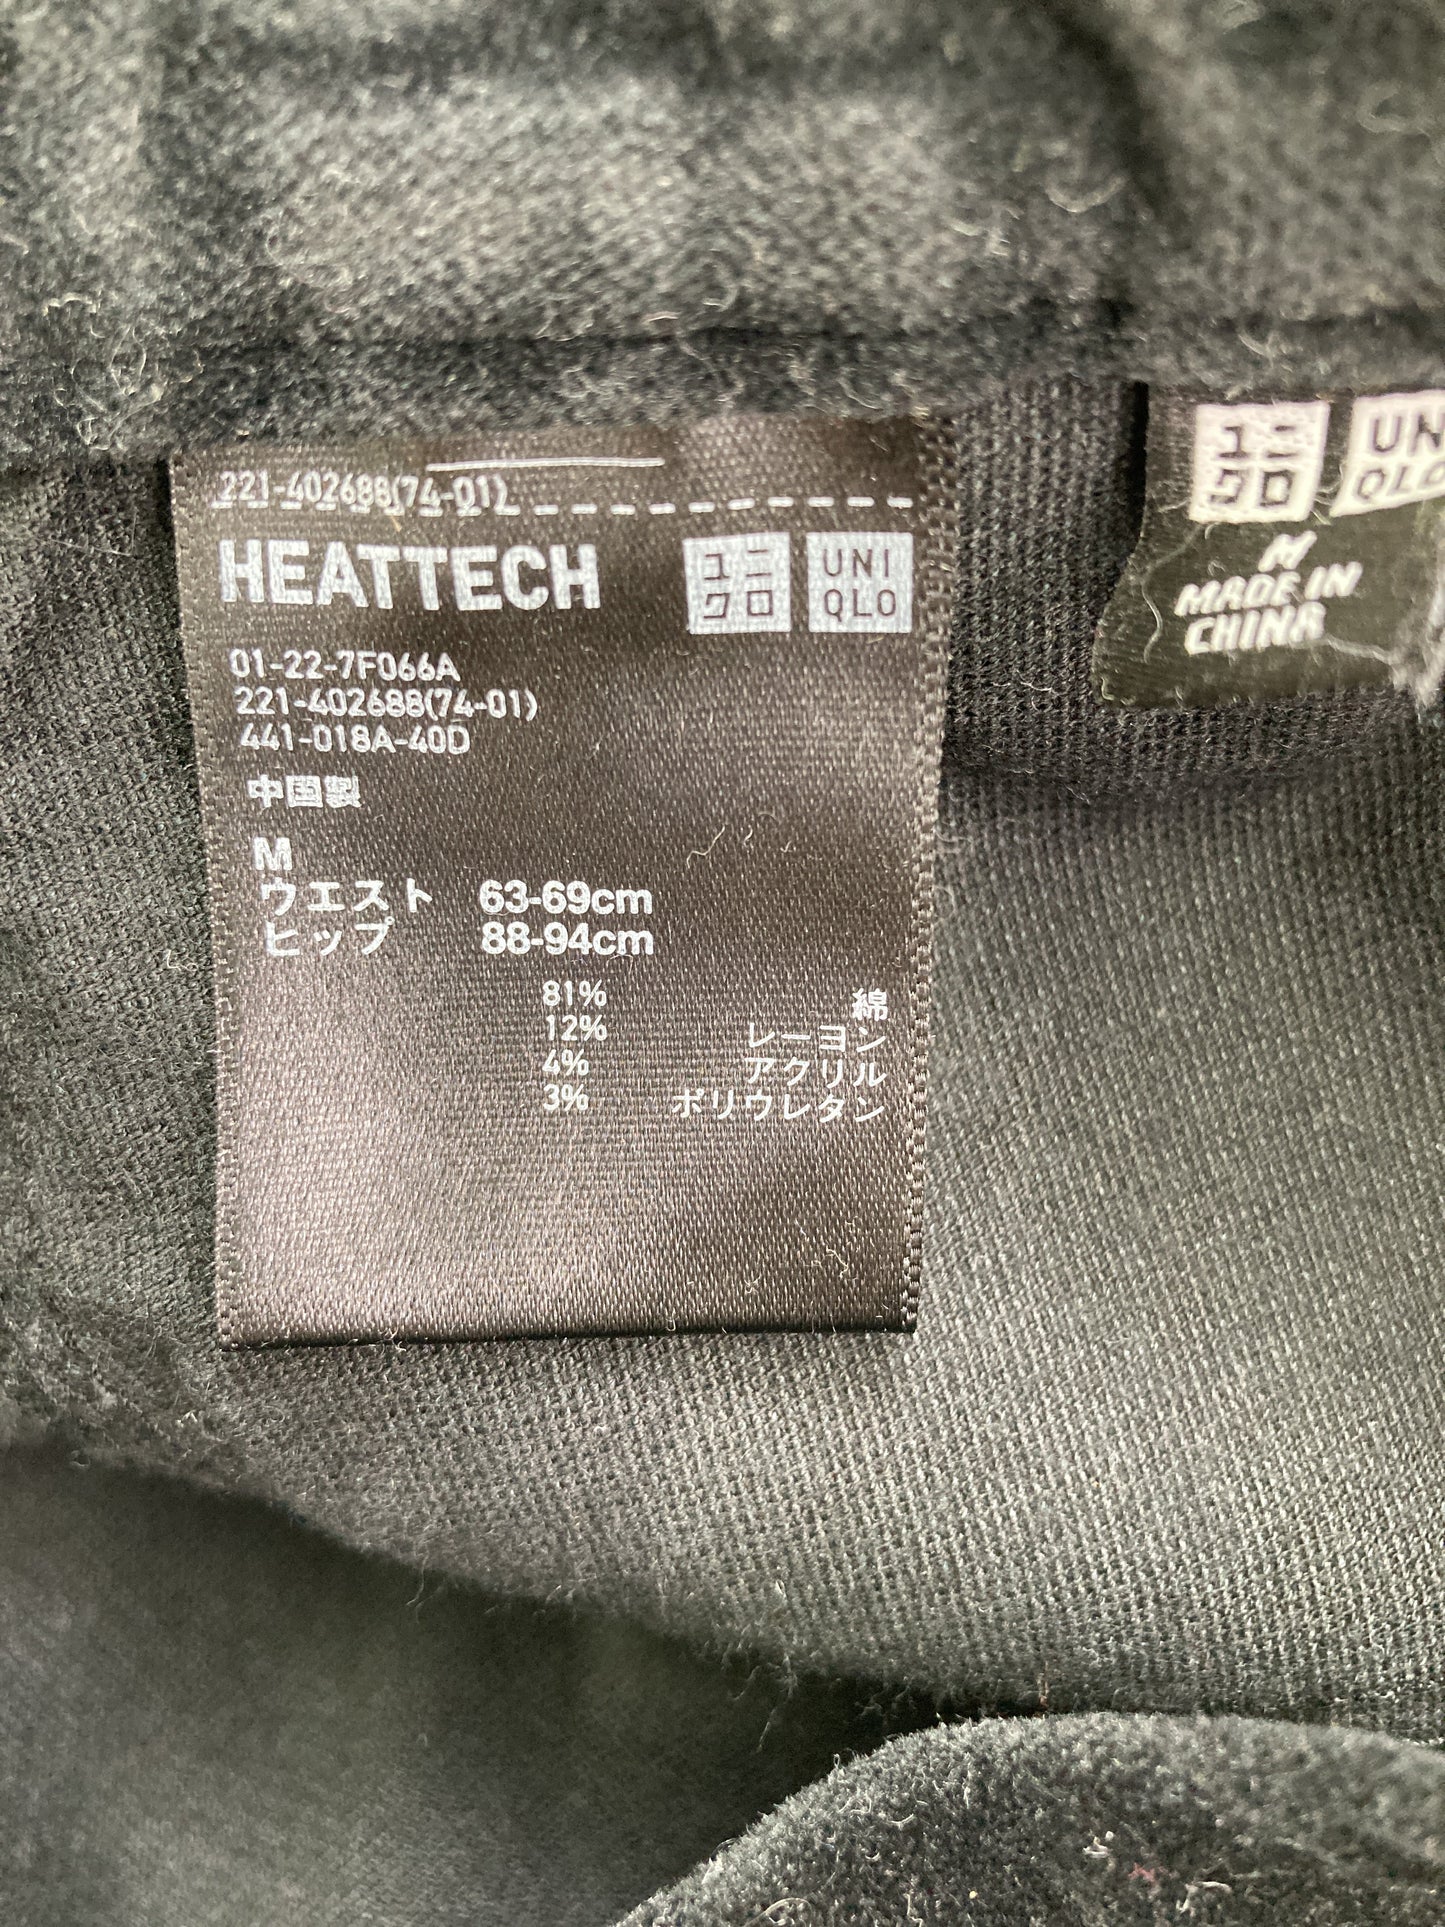 221-402688(74-01)
HEATTECH
ユニ
クロ
UNI
QLO
01-22-7F066A
221-402688(74-01)
441-018A-40D
中国製
M
ウエスト 63-69cm
ヒップ 88-94cm
81% 綿
12% レーヨン
4% アクリル
3% ポリウレタン
ユニ
クロ
UN
QLO
M
MADE IN
CHINA